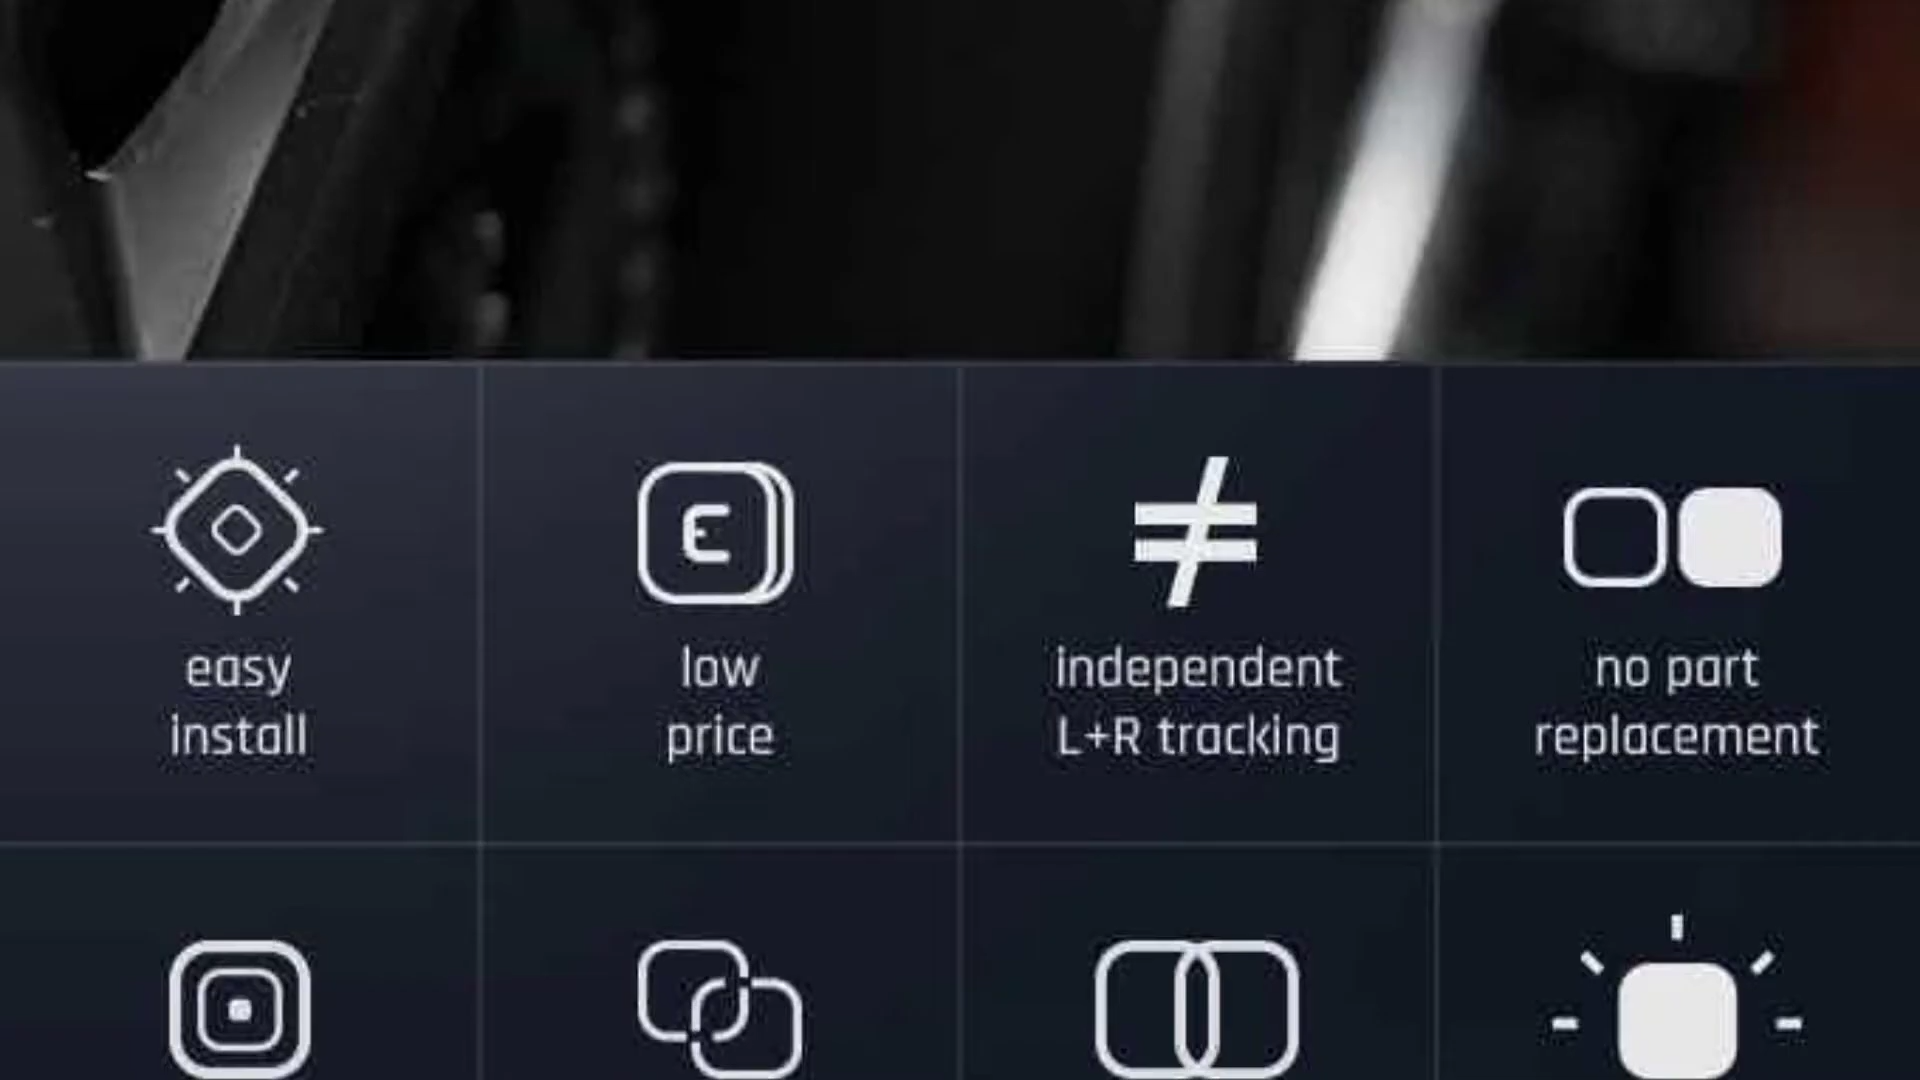 easy
install
low
price
independent
L+R tracking
no part
replacement